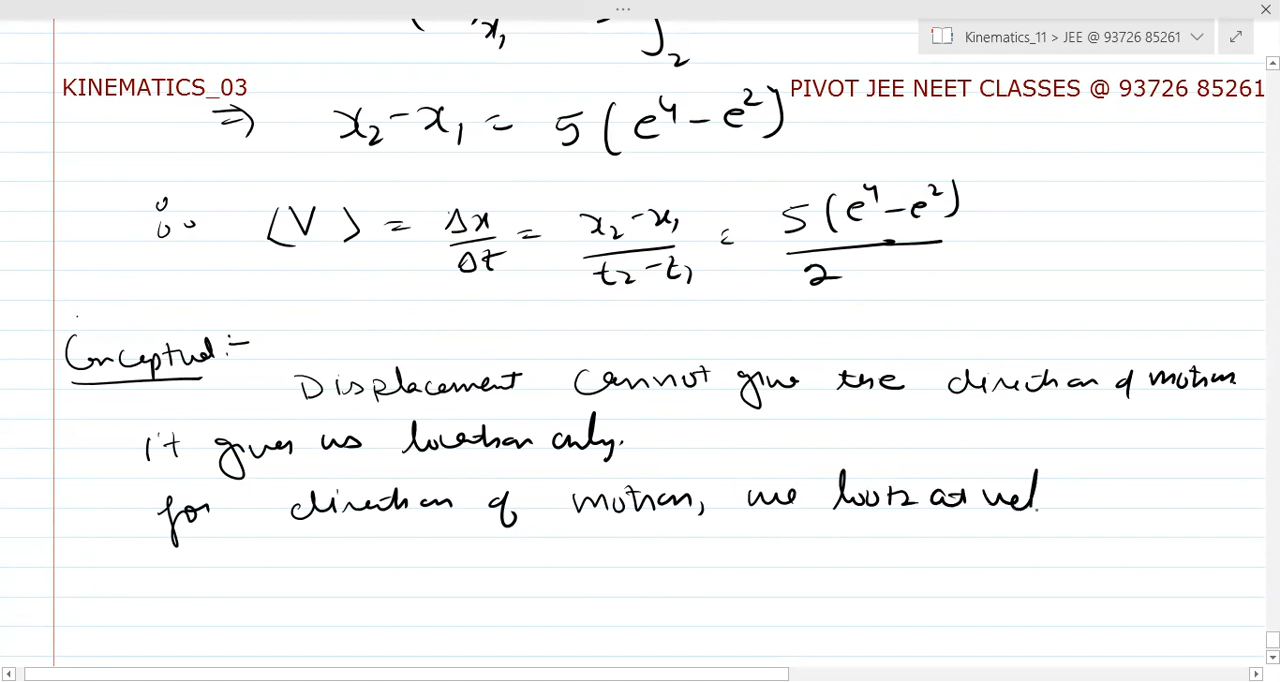 Kinematics_11 > JEE @ 93726 85261
x₁ 2
KINEMATICS_03
PIVOT JEE NEET CLASSES @ 93726 85261
⇒ x₂ - x₁ = 5 (e⁴ - e²)
∴ ⟨V⟩ = Δx/Δt = (x₂ - x₁)/(t₂ - t₁) = 5(e⁴ - e²)/2
Conceptual :-
Displacement cannot give the direction of motion
it gives us location only.
for direction of motion, we look at vel.